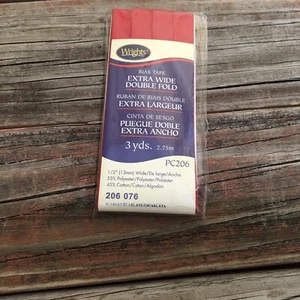 Wrights®
BIAS TAPE
EXTRA WIDE
DOUBLE FOLD
RUBAN DE BIAIS DOUBLE
EXTRA LARGEUR
CINTA DE SESGO
PLIEGUE DOBLE
EXTRA ANCHO
3 yds. 2.75m
PC206
1/2" (13mm) Wide/De large/Ancho
55% Polyester/Polyester/Poliéster
45% Cotton/Coton/Algodón
206 076